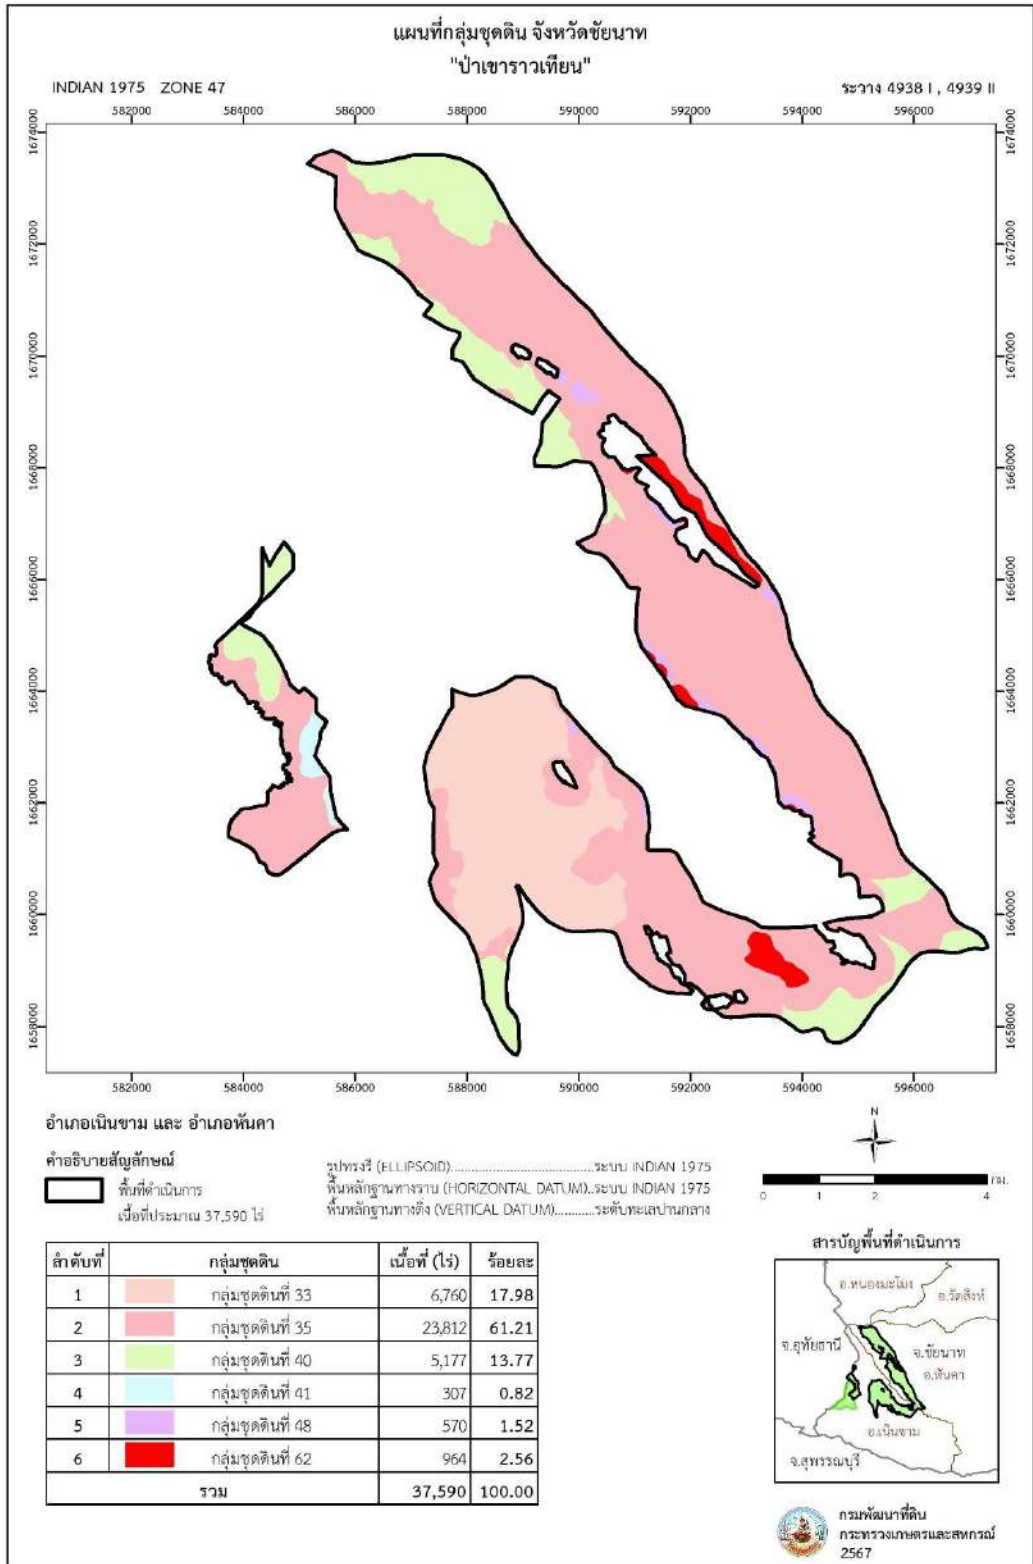 แผนที่กลุ่มชุดดิน จังหวัดชัยนาท
"ป่าเขาราวเทียน"
INDIAN 1975 ZONE 47
ระวาง 4938 I , 4939 II
582000 584000 586000 588000 590000 592000 594000 596000
1674000 1674000
1672000 1672000
1670000 1670000
1668000 1668000
1666000 1666000
1664000 1664000
1662000 1662000
1660000 1660000
1658000 1658000
582000 584000 586000 588000 590000 592000 594000 596000
อำเภอเนินขาม และ อำเภอหันคา
คำอธิบายสัญลักษณ์
พื้นที่ดำเนินการ
เนื้อที่ประมาณ 37,590 ไร่
รูปทรงรี (ELLIPSOID)........................................ระบบ INDIAN 1975
พื้นหลักฐานทางราบ (HORIZONTAL DATUM)..ระบบ INDIAN 1975
พื้นหลักฐานทางดิ่ง (VERTICAL DATUM)...........ระดับทะเลปานกลาง
N
กม.
0 1 2 4
ลำดับที่ กลุ่มชุดดิน เนื้อที่ (ไร่) ร้อยละ
1 กลุ่มชุดดินที่ 33 6,760 17.98
2 กลุ่มชุดดินที่ 35 23,812 61.21
3 กลุ่มชุดดินที่ 40 5,177 13.77
4 กลุ่มชุดดินที่ 41 307 0.82
5 กลุ่มชุดดินที่ 48 570 1.52
6 กลุ่มชุดดินที่ 62 964 2.56
รวม 37,590 100.00
สารบัญพื้นที่ดำเนินการ
อ.หนองมะโมง
อ.วัดสิงห์
จ.อุทัยธานี
จ.ชัยนาท
อ.หันคา
อ.เนินขาม
จ.สุพรรณบุรี
กรมพัฒนาที่ดิน
กระทรวงเกษตรและสหกรณ์
2567